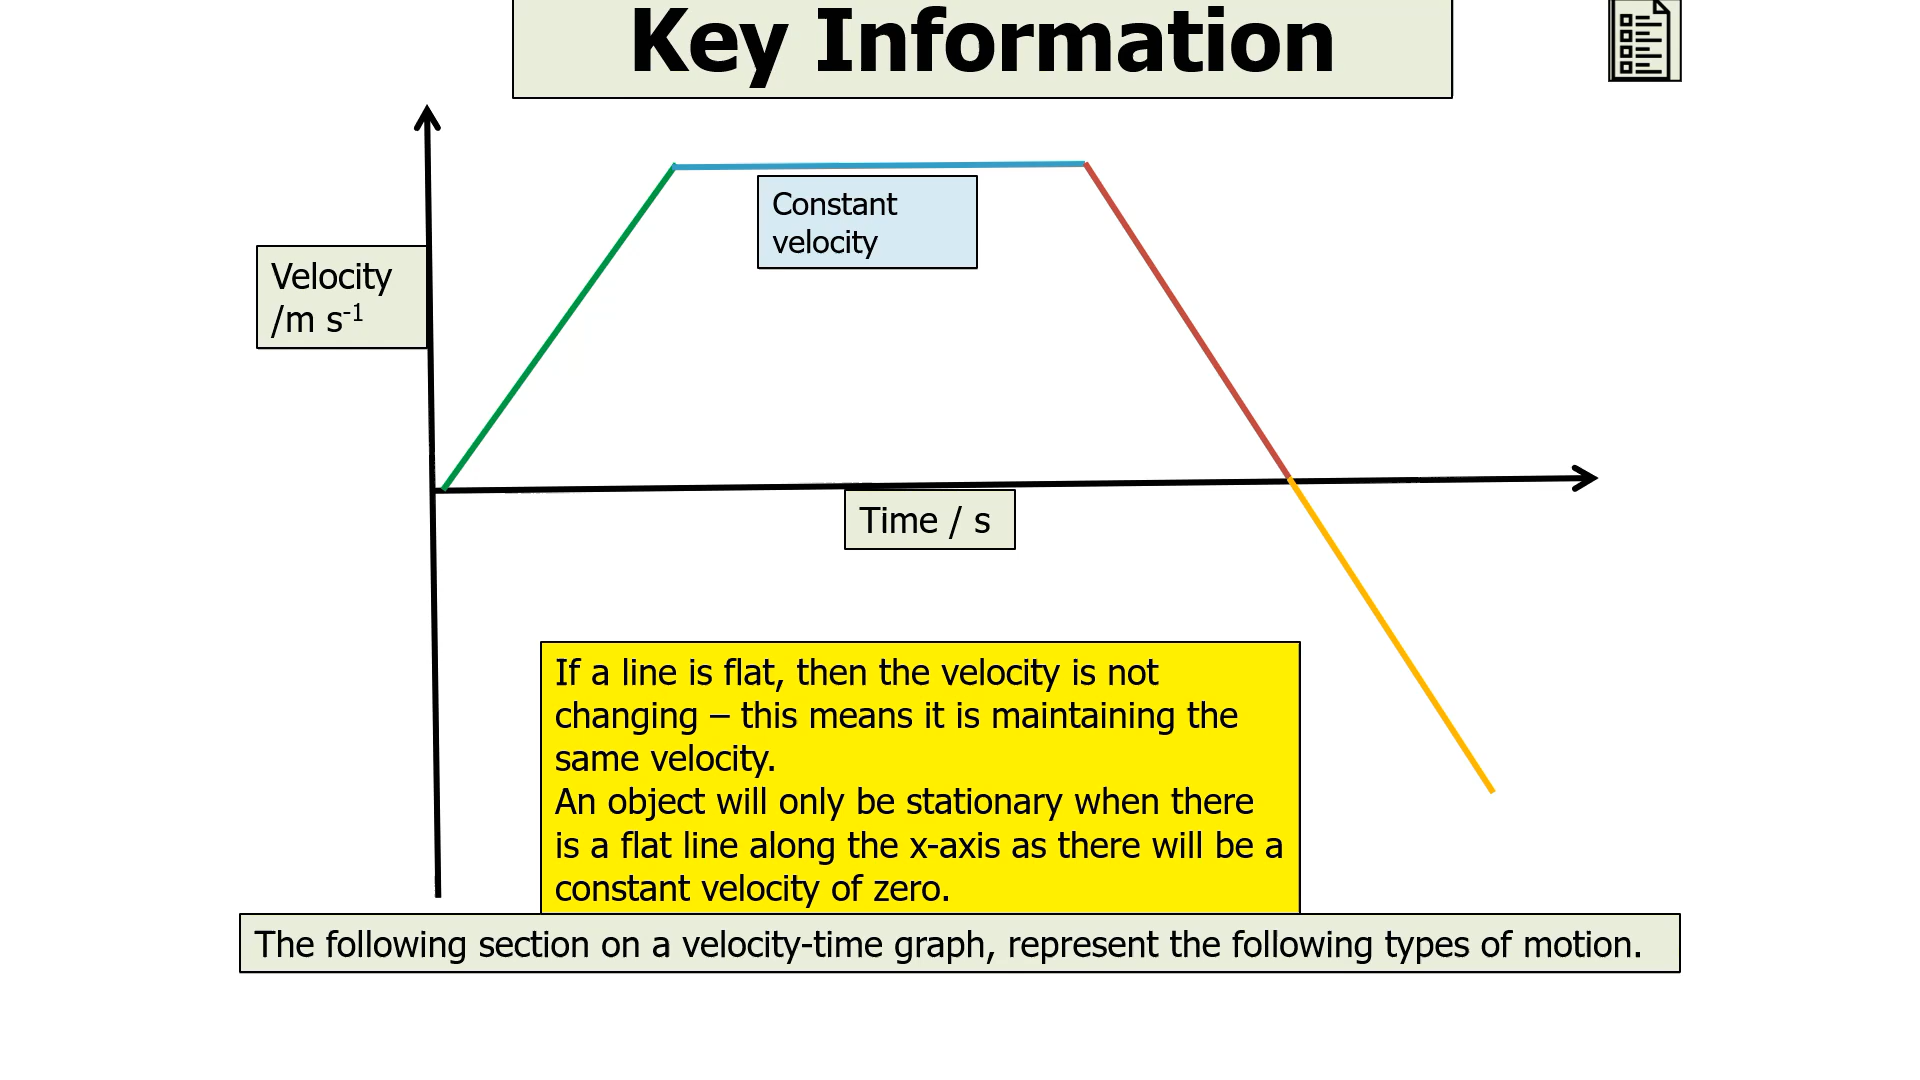 Key Information
Constant
velocity
Velocity
/m s⁻¹
Time / s
If a line is flat, then the velocity is not
changing – this means it is maintaining the
same velocity.
An object will only be stationary when there
is a flat line along the x-axis as there will be a
constant velocity of zero.
The following section on a velocity-time graph, represent the following types of motion.